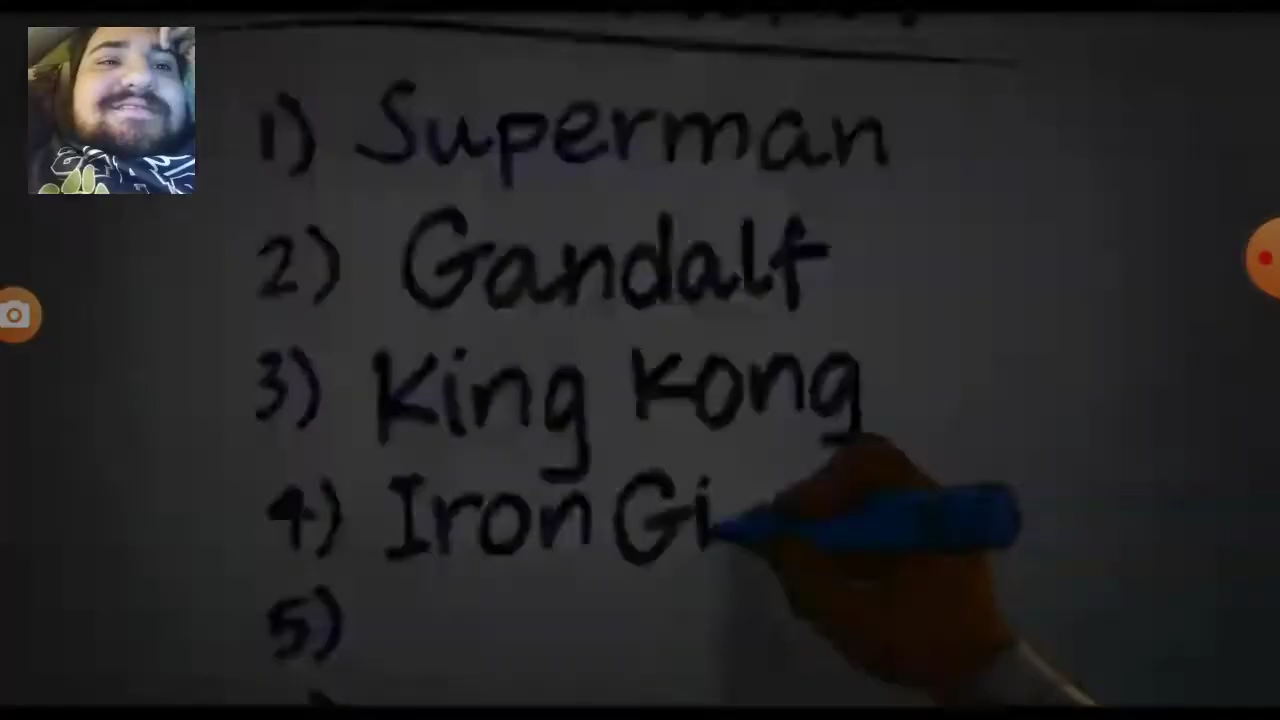 1) Superman
2) Gandalf
3) King Kong
4) Iron Gi
5)